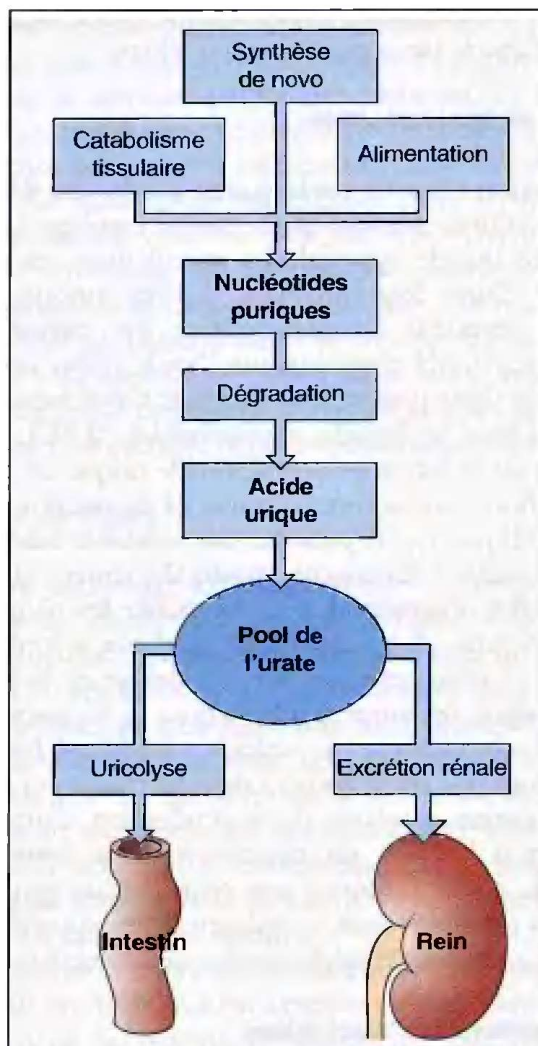 Synthèse
de novo
Catabolisme
tissulaire
Alimentation
Nucléotides
puriques
Dégradation
Acide
urique
Pool de
l'urate
Uricolyse
Excrétion rénale
Intestin
Rein